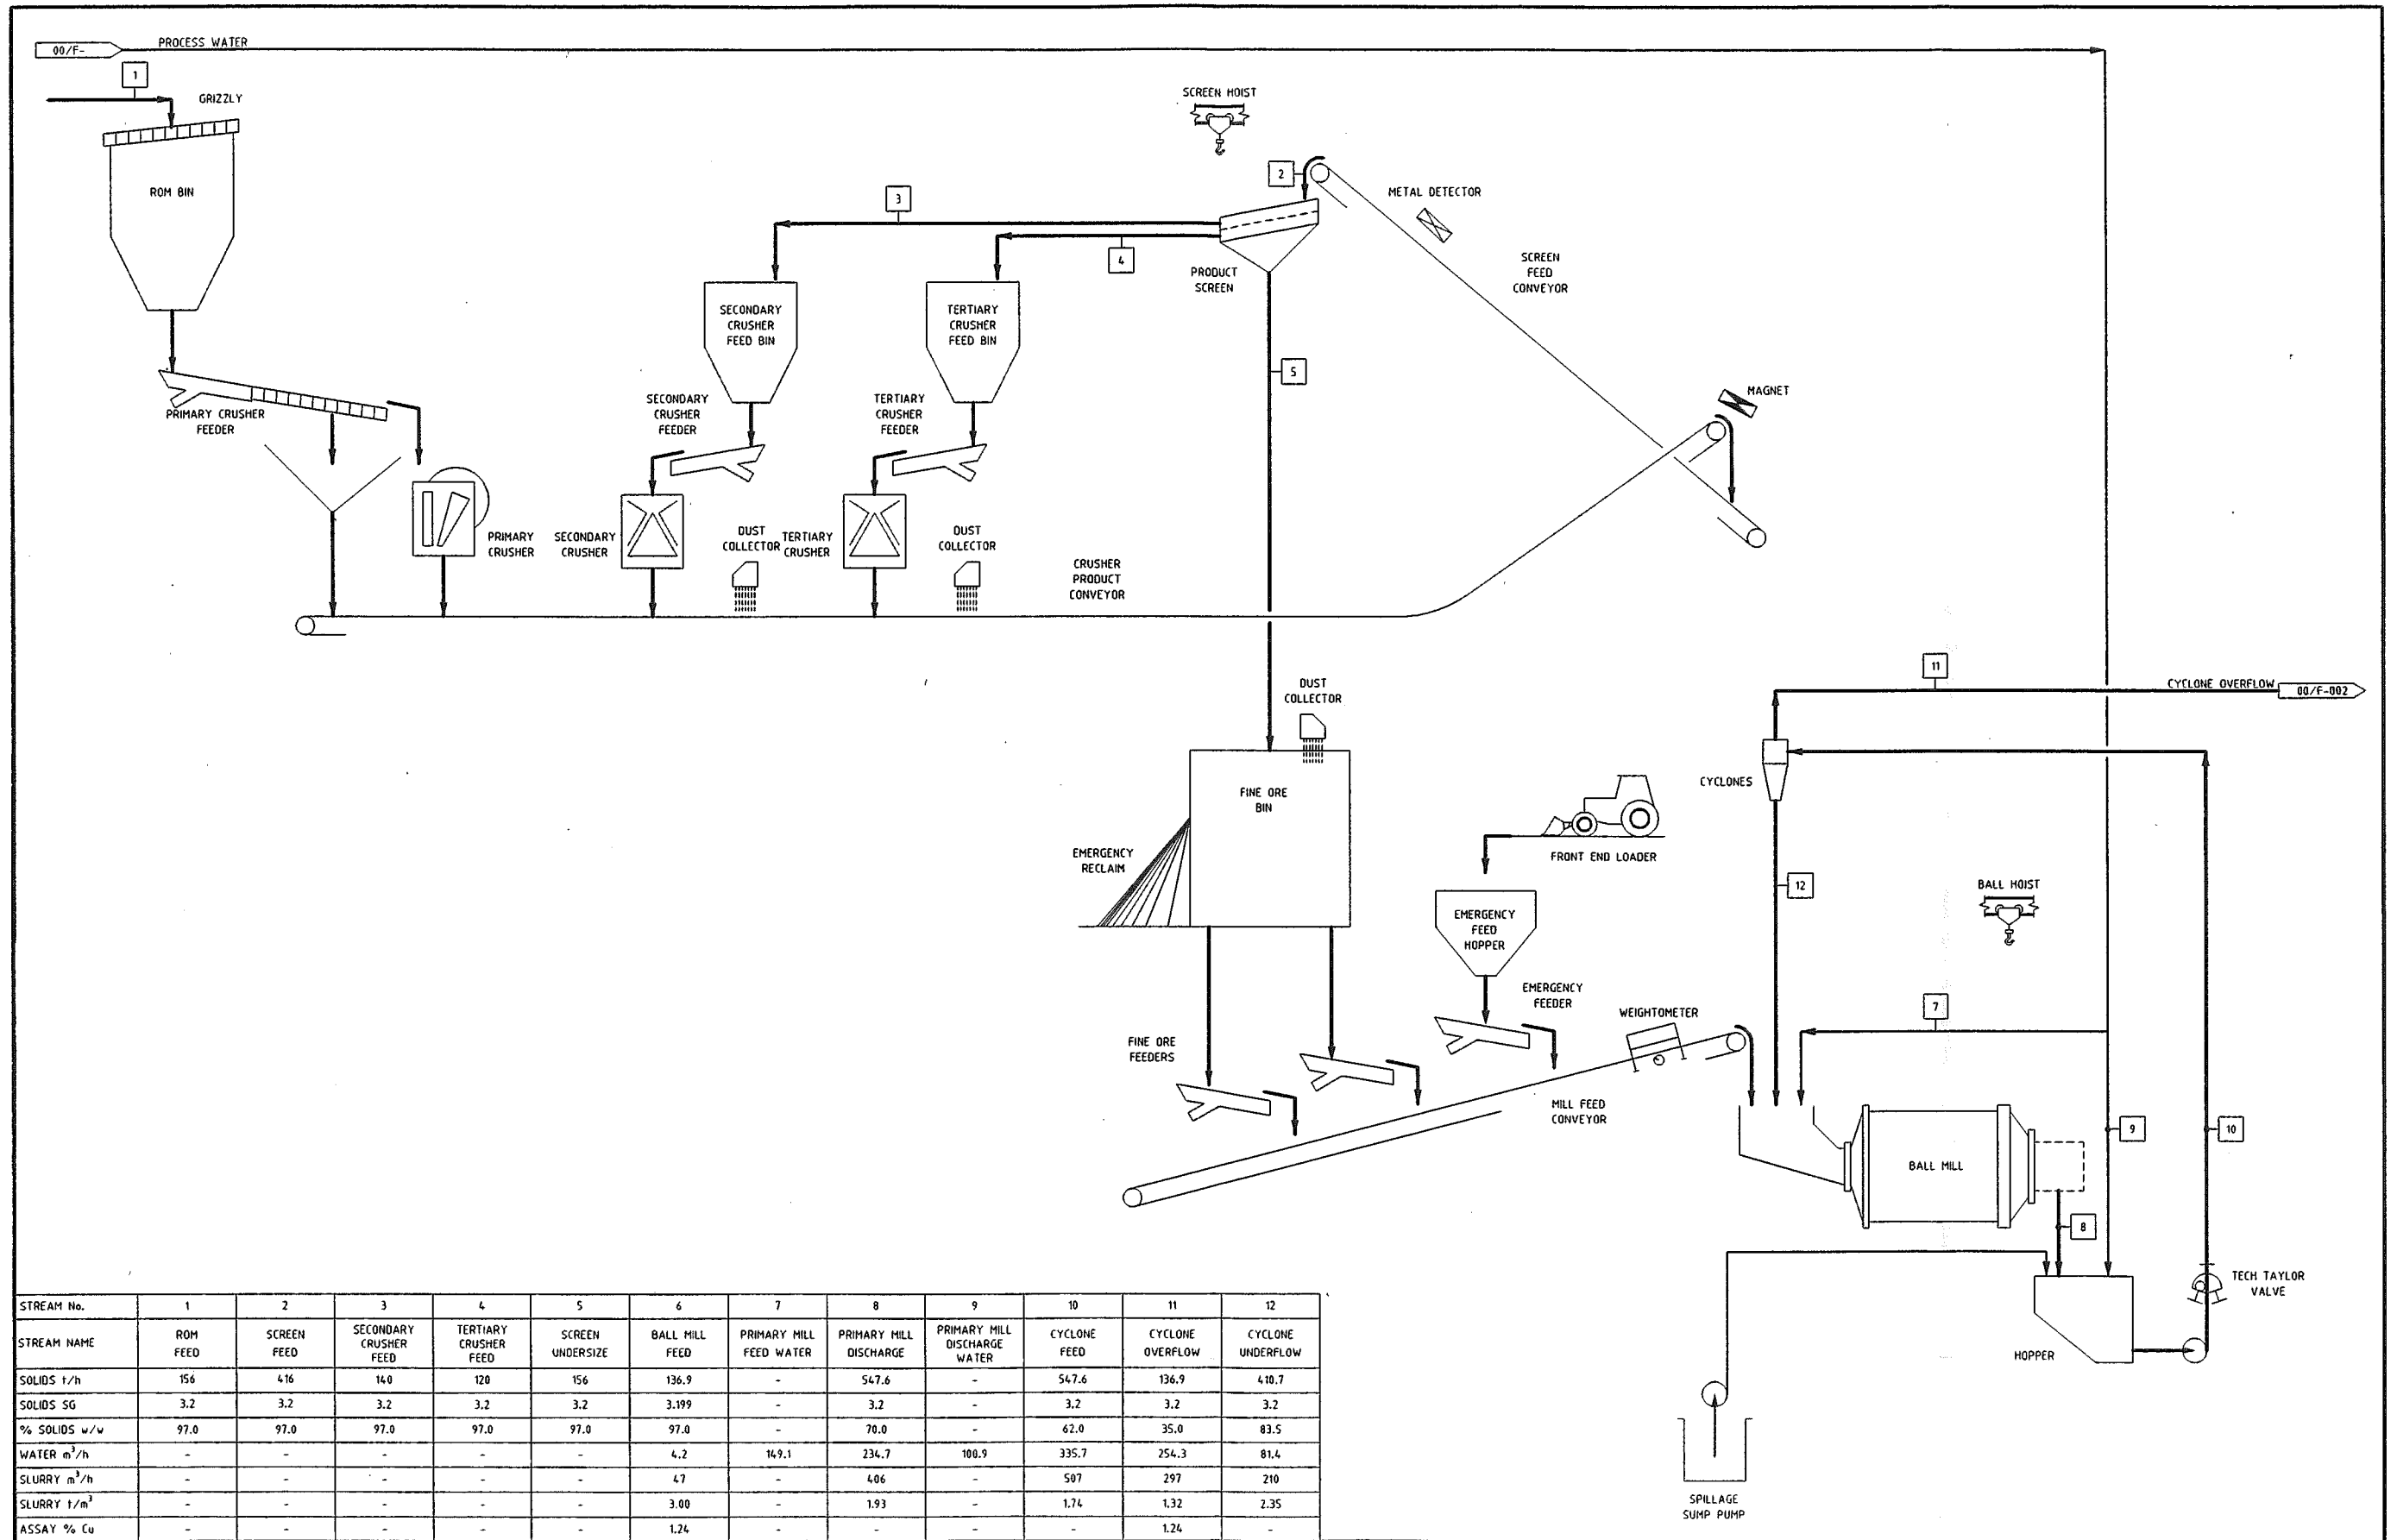 00/F-
PROCESS WATER
1
GRIZZLY
ROM BIN
SCREEN HOIST
2
METAL DETECTOR
3
4
PRODUCT
SCREEN
SCREEN
FEED
CONVEYOR
SECONDARY
CRUSHER
FEED BIN
TERTIARY
CRUSHER
FEED BIN
5
MAGNET
PRIMARY CRUSHER
FEEDER
SECONDARY
CRUSHER
FEEDER
TERTIARY
CRUSHER
FEEDER
PRIMARY
CRUSHER
SECONDARY
CRUSHER
DUST
COLLECTOR
TERTIARY
CRUSHER
DUST
COLLECTOR
CRUSHER
PRODUCT
CONVEYOR
11
CYCLONE OVERFLOW
00/F-002
DUST
COLLECTOR
CYCLONES
FINE ORE
BIN
EMERGENCY
RECLAIM
FRONT END LOADER
12
BALL HOIST
EMERGENCY
FEED
HOPPER
EMERGENCY
FEEDER
WEIGHTOMETER
7
FINE ORE
FEEDERS
MILL FEED
CONVEYOR
9
10
BALL MILL
8
TECH TAYLOR
VALVE
HOPPER
SPILLAGE
SUMP PUMP
STREAM No. 1 2 3 4 5 6 7 8 9 10 11 12
STREAM NAME ROM FEED SCREEN FEED SECONDARY CRUSHER FEED TERTIARY CRUSHER FEED SCREEN UNDERSIZE BALL MILL FEED PRIMARY MILL FEED WATER PRIMARY MILL DISCHARGE PRIMARY MILL DISCHARGE WATER CYCLONE FEED CYCLONE OVERFLOW CYCLONE UNDERFLOW
SOLIDS t/h 156 416 140 120 156 136.9 - 547.6 - 547.6 136.9 410.7
SOLIDS SG 3.2 3.2 3.2 3.2 3.2 3.199 - 3.2 - 3.2 3.2 3.2
% SOLIDS w/w 97.0 97.0 97.0 97.0 97.0 97.0 - 70.0 - 62.0 35.0 83.5
WATER m³/h - - - - - 4.2 149.1 234.7 100.9 335.7 254.3 81.4
SLURRY m³/h - - - - - 47 - 406 - 507 297 210
SLURRY t/m³ - - - - - 3.00 - 1.93 - 1.74 1.32 2.35
ASSAY % Cu - - - - - 1.24 - - - - 1.24 -